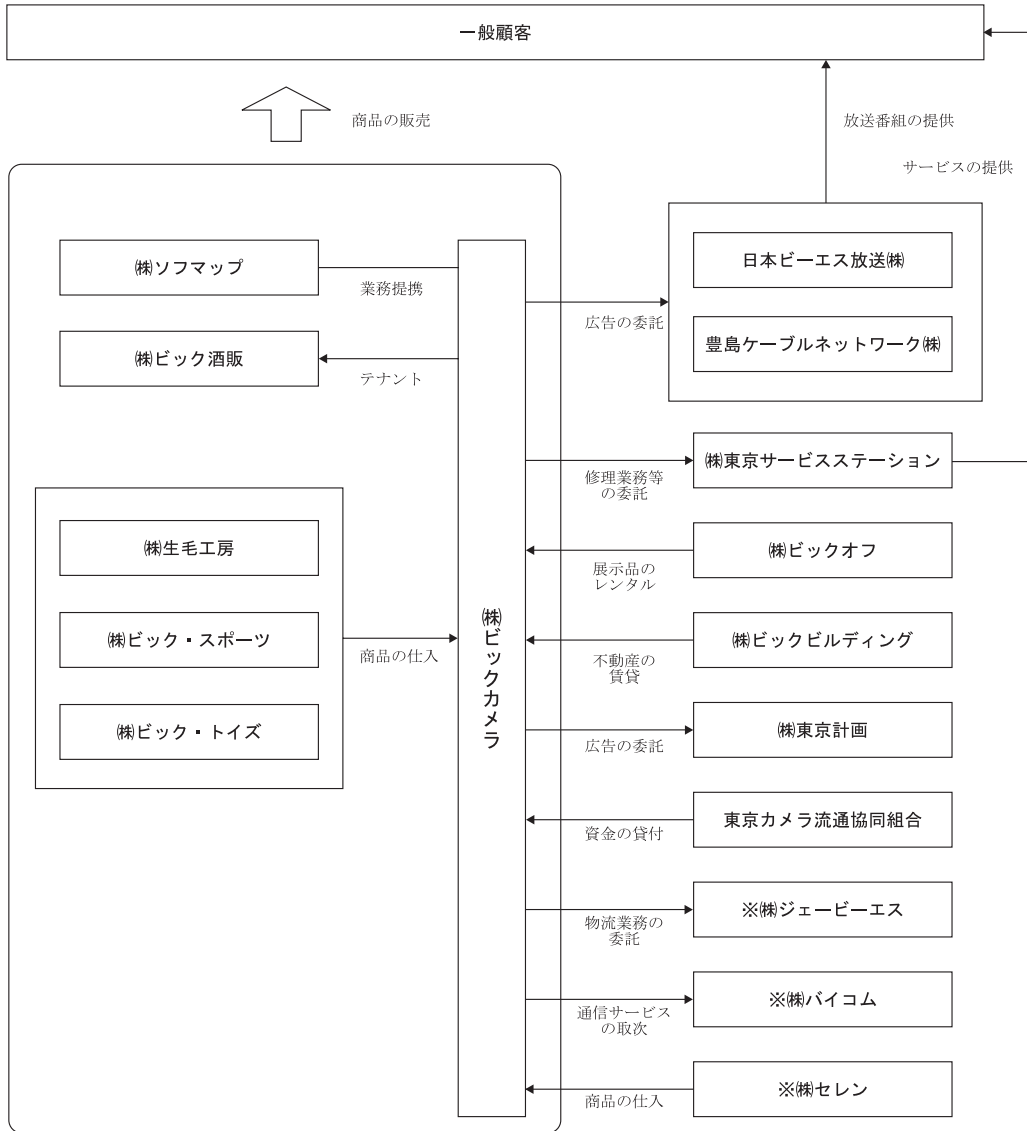 一般顧客
商品の販売
放送番組の提供
サービスの提供
㈱ソフマップ
業務提携
㈱ビック酒販
テナント
㈱生毛工房
㈱ビック・スポーツ
㈱ビック・トイズ
商品の仕入
㈱ビックカメラ
広告の委託
日本ビーエス放送㈱
豊島ケーブルネットワーク㈱
修理業務等
の委託
㈱東京サービスステーション
展示品の
レンタル
㈱ビックオフ
不動産の
賃貸
㈱ビックビルディング
広告の委託
㈱東京計画
資金の貸付
東京カメラ流通協同組合
物流業務の
委託
※㈱ジェービーエス
通信サービス
の取次
※㈱バイコム
商品の仕入
※㈱セレン